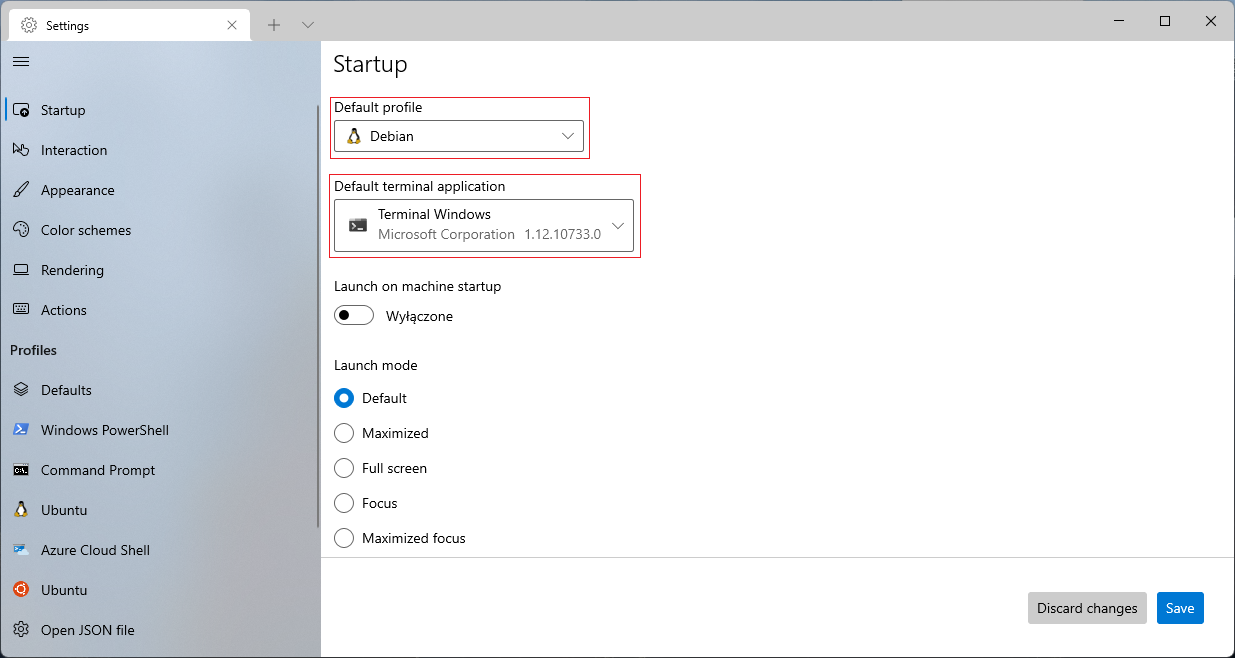 Settings
Startup
Interaction
Appearance
Color schemes
Rendering
Actions
Profiles
Defaults
Windows PowerShell
Command Prompt
Ubuntu
Azure Cloud Shell
Ubuntu
Open JSON file
Startup
Default profile
Debian
Default terminal application
Terminal Windows
Microsoft Corporation 1.12.10733.0
Launch on machine startup
Wyłączone
Launch mode
Default
Maximized
Full screen
Focus
Maximized focus
Discard changes
Save